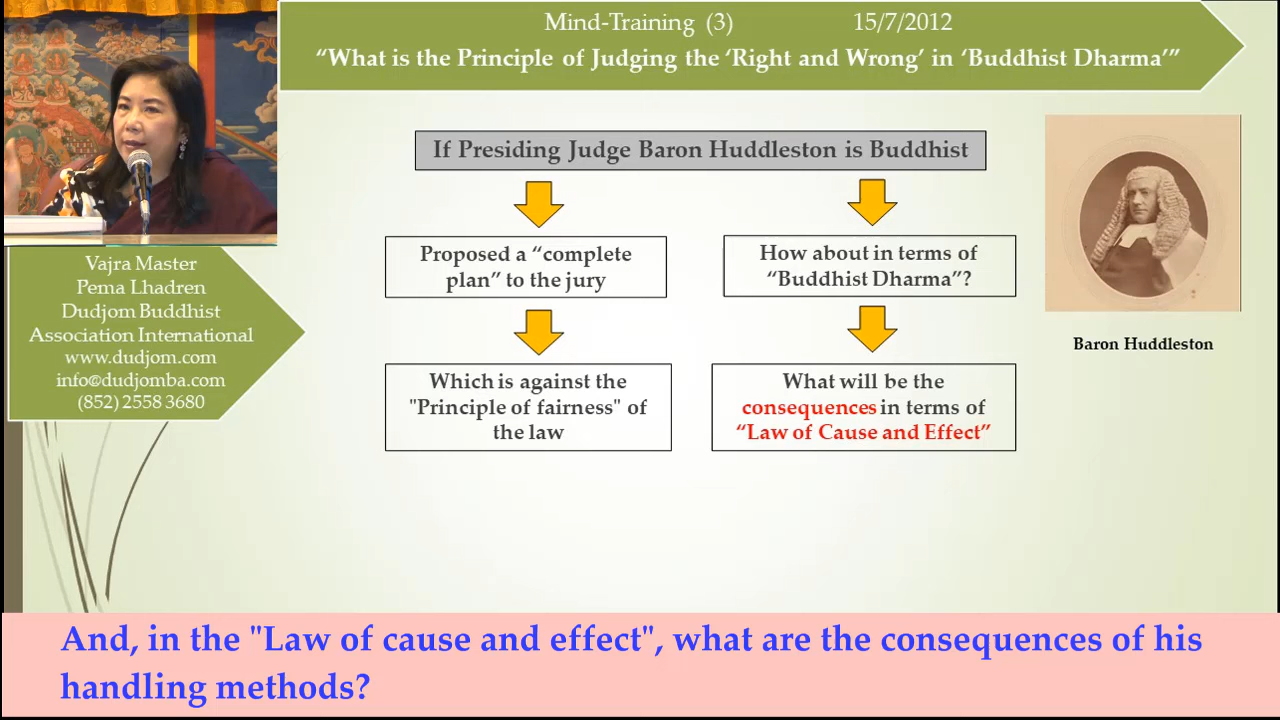 Mind-Training (3) 15/7/2012
“What is the Principle of Judging the ‘Right and Wrong’ in ‘Buddhist Dharma’”
If Presiding Judge Baron Huddleston is Buddhist
Proposed a “complete
plan” to the jury
Which is against the
"Principle of fairness" of
the law
How about in terms of
“Buddhist Dharma”?
What will be the
consequences in terms of
“Law of Cause and Effect”
Baron Huddleston
Vajra Master
Pema Lhadren
Dudjom Buddhist
Association International
www.dudjom.com
info@dudjomba.com
(852) 2558 3680
And, in the "Law of cause and effect", what are the consequences of his
handling methods?